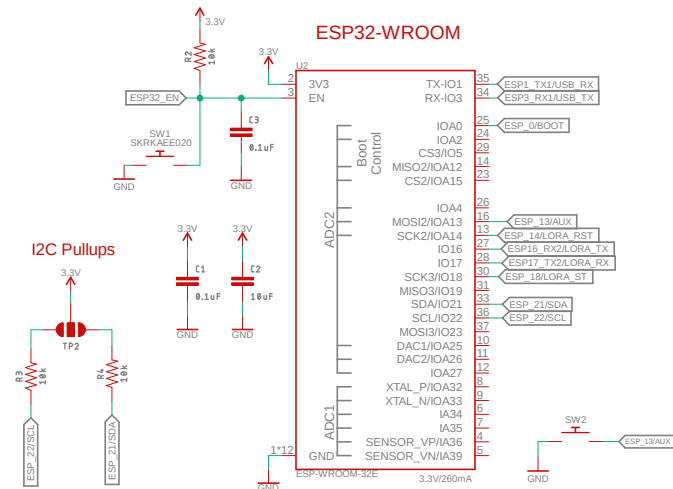 3.3V
ESP32-WROOM
R2
10k
3.3V
U2
ESP32_EN
2
3V3
3
EN
TX-IO1
35
ESP1_TX1/USB_RX
RX-IO3
34
ESP3_RX1/USB_TX
SW1
SKRKAEE020
GND
C3
0.1uF
GND
Boot
Control
ADC2
ADC1
IOA0
25
ESP_0/BOOT
IOA2
24
CS3/IO5
29
MISO2/IOA12
14
CS2/IOA15
23
IOA4
26
MOSI2/IOA13
16
ESP_13/AUX
SCK2/IOA14
13
ESP_14/LORA_RST
IO16
27
ESP16_RX2/LORA_TX
IO17
28
ESP17_TX2/LORA_RX
SCK3/IO18
30
ESP_18/LORA_ST
MISO3/IO19
31
SDA/IO21
33
ESP_21/SDA
SCL/IO22
36
ESP_22/SCL
MOSI3/IO23
37
DAC1/IOA25
10
DAC2/IOA26
11
IOA27
12
XTAL_P/IOA32
8
XTAL_N/IOA33
9
IA34
6
IA35
7
SENSOR_VP/IA36
4
SENSOR_VN/IA39
5
1*12
GND
GND
ESP-WROOM-32E
3.3V/260mA
3.3V
C1
0.1uF
GND
3.3V
C2
10uF
GND
I2C Pullups
3.3V
TP2
R3
10k
R4
10k
ESP_22/SCL
ESP_21/SDA
SW2
ESP_13/AUX
GND